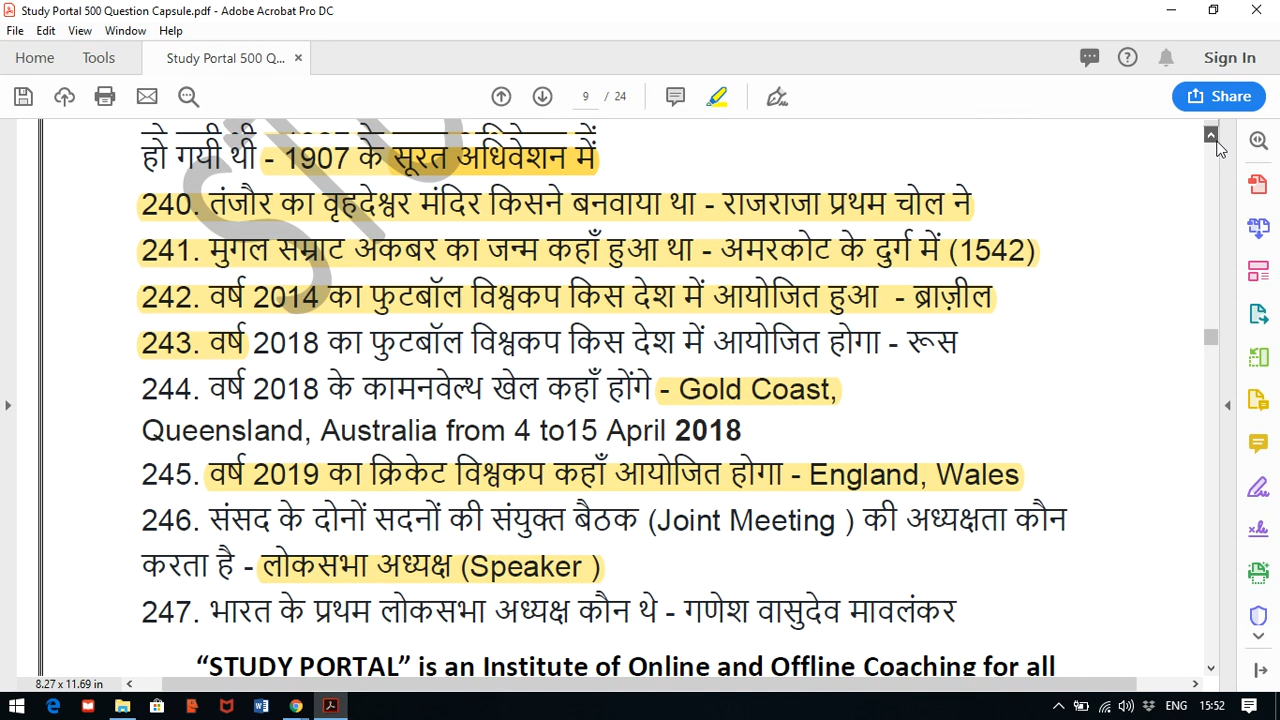 Study Portal 500 Question Capsule.pdf - Adobe Acrobat Pro DC
File Edit View Window Help
Home Tools Study Portal 500 Q... × Sign In
9 / 24 Share
हो गयी थी - 1907 के सूरत अधिवेशन में
240. तंजौर का वृहदेश्वर मंदिर किसने बनवाया था - राजराजा प्रथम चोल ने
241. मुगल सम्राट अकबर का जन्म कहाँ हुआ था - अमरकोट के दुर्ग में (1542)
242. वर्ष 2014 का फुटबॉल विश्वकप किस देश में आयोजित हुआ - ब्राज़ील
243. वर्ष 2018 का फुटबॉल विश्वकप किस देश में आयोजित होगा - रूस
244. वर्ष 2018 के कामनवेल्थ खेल कहाँ होंगे - Gold Coast,
Queensland, Australia from 4 to15 April 2018
245. वर्ष 2019 का क्रिकेट विश्वकप कहाँ आयोजित होगा - England, Wales
246. संसद के दोनों सदनों की संयुक्त बैठक (Joint Meeting ) की अध्यक्षता कौन
करता है - लोकसभा अध्यक्ष (Speaker )
247. भारत के प्रथम लोकसभा अध्यक्ष कौन थे - गणेश वासुदेव मावलंकर
“STUDY PORTAL” is an Institute of Online and Offline Coaching for all
8.27 x 11.69 in
ENG 15:52